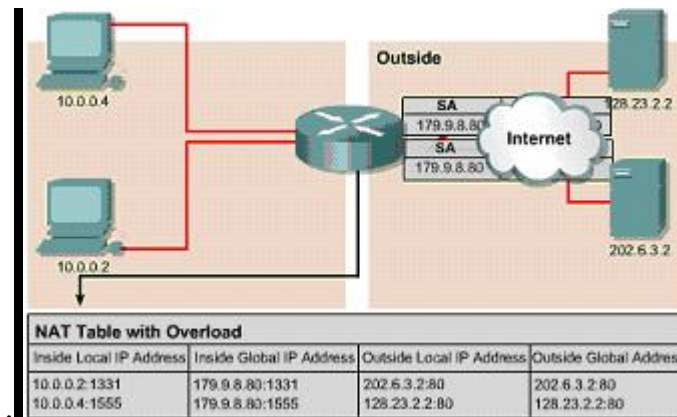 Outside
10.0.0.4
SA
179.9.8.80
SA
179.9.8.80
Internet
128.23.2.2
10.0.0.2
202.6.3.2
NAT Table with Overload
Inside Local IP Address Inside Global IP Address Outside Local IP Address Outside Global Addres
10.0.0.2:1331 179.9.8.80:1331 202.6.3.2:80 202.6.3.2:80
10.0.0.4:1555 179.9.8.80:1555 128.23.2.2:80 128.23.2.2:80